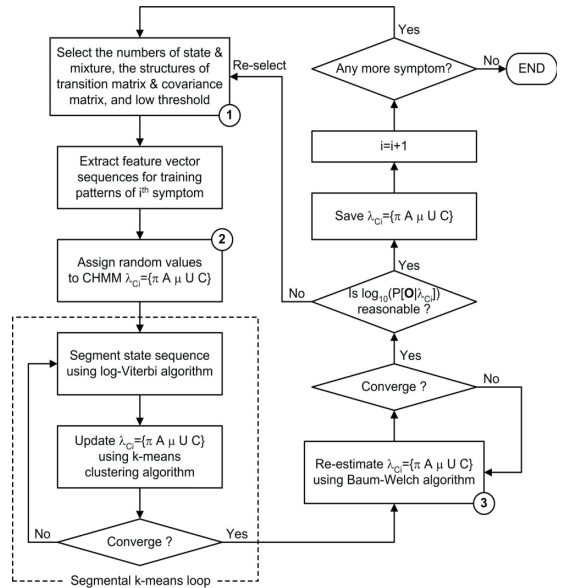 Select the numbers of state &
mixture, the structures of
transition matrix & covariance
matrix, and low threshold
1
Extract feature vector
sequences for training
patterns of iᵗʰ symptom
2
Assign random values
to CHMM λCi={π A μ U C}
Segment state sequence
using log-Viterbi algorithm
Update λCi={π A μ U C}
using k-means
clustering algorithm
No
Converge ?
Yes
Segmental k-means loop
Re-estimate λCi={π A μ U C}
using Baum-Welch algorithm
3
Converge ?
No
Yes
Is log₁₀(P[O|λCi])
reasonable ?
No
Re-select
Yes
Save λCi={π A μ U C}
i=i+1
Any more symptom?
Yes
No
END